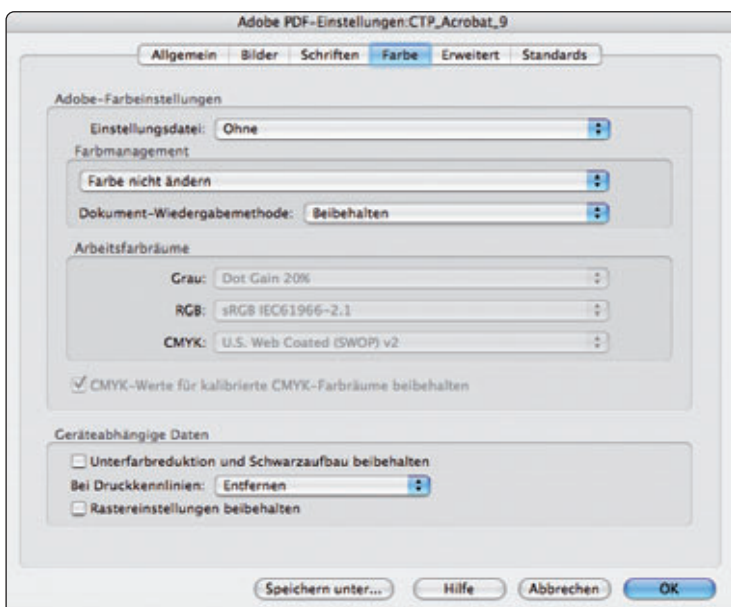 Adobe PDF-Einstellungen:CTP_Acrobat_9
Allgemein Bilder Schriften Farbe Erweitert Standards
Adobe-Farbeinstellungen
Einstellungsdatei: Ohne
Farbmanagement
Farbe nicht ändern
Dokument-Wiedergabemethode: Beibehalten
Arbeitsfarbräume
Grau: Dot Gain 20%
RGB: sRGB IEC61966-2.1
CMYK: U.S. Web Coated (SWOP) v2
CMYK-Werte für kalibrierte CMYK-Farbräume beibehalten
Geräteabhängige Daten
Unterfarbreduktion und Schwarzaufbau beibehalten
Bei Druckkennlinien: Entfernen
Rastereinstellungen beibehalten
Speichern unter... Hilfe Abbrechen OK